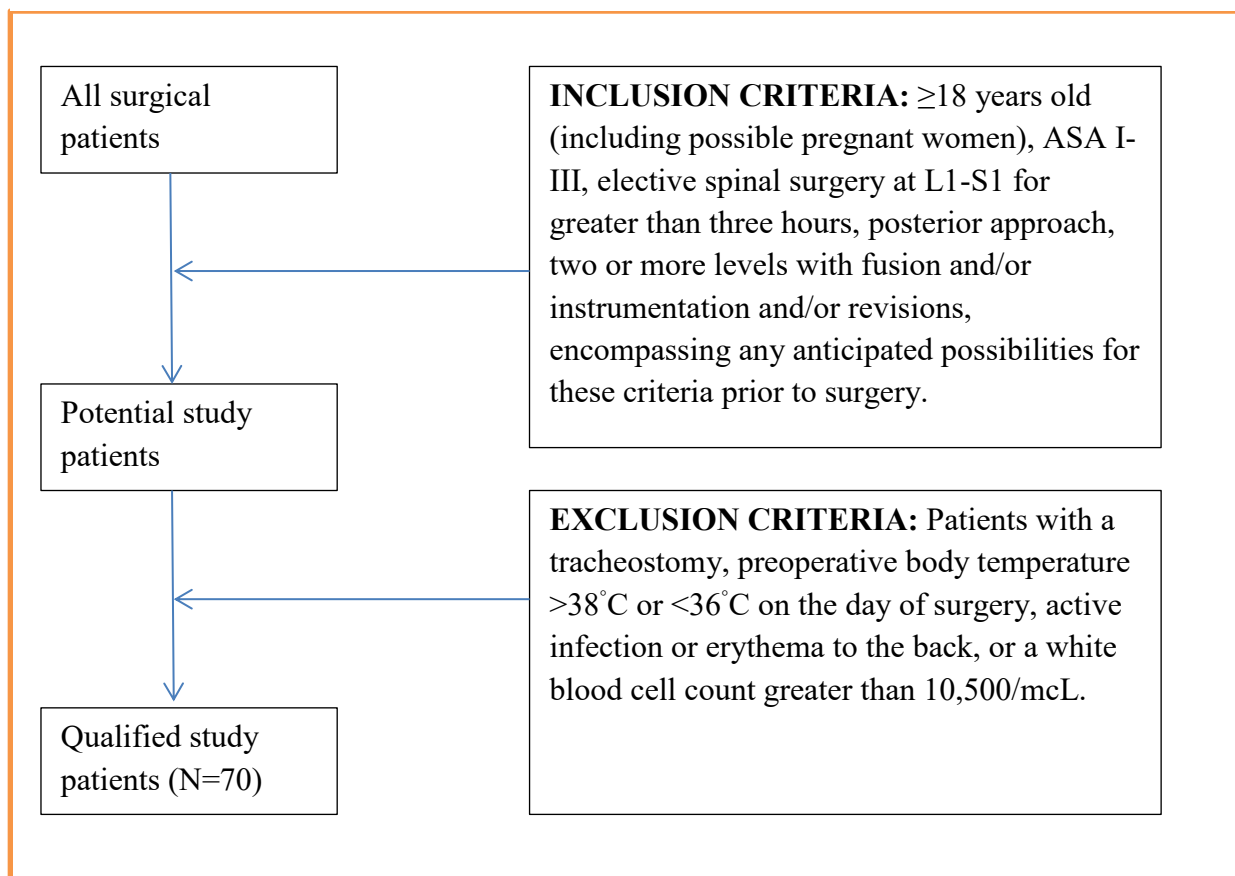 All surgical
patients
INCLUSION CRITERIA: ≥18 years old
(including possible pregnant women), ASA I-
III, elective spinal surgery at L1-S1 for
greater than three hours, posterior approach,
two or more levels with fusion and/or
instrumentation and/or revisions,
encompassing any anticipated possibilities for
these criteria prior to surgery.
Potential study
patients
EXCLUSION CRITERIA: Patients with a
tracheostomy, preoperative body temperature
>38°C or <36°C on the day of surgery, active
infection or erythema to the back, or a white
blood cell count greater than 10,500/mcL.
Qualified study
patients (N=70)